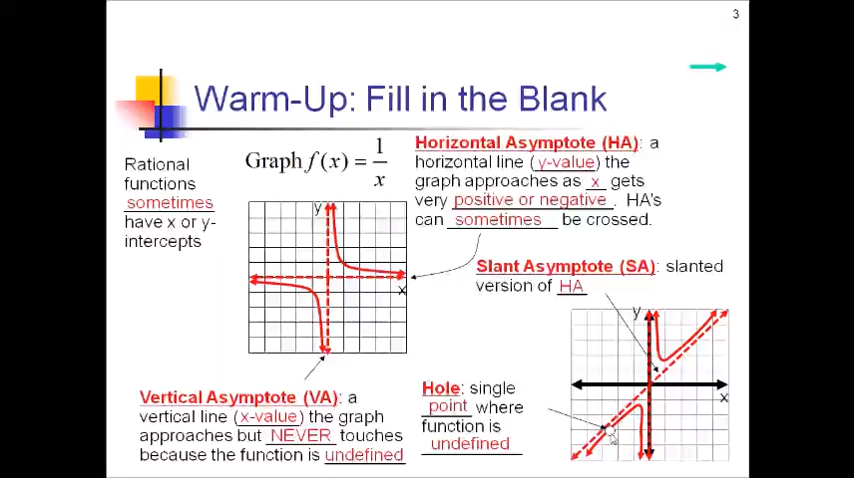 3
Warm-Up: Fill in the Blank
Rational
functions
sometimes
have x or y-
intercepts
Graph f(x) = 1/x
Horizontal Asymptote (HA): a
horizontal line (y-value) the
graph approaches as x gets
very positive or negative. HA's
can sometimes be crossed.
y
x
Slant Asymptote (SA): slanted
version of HA
y
x
Vertical Asymptote (VA): a
vertical line (x-value) the graph
approaches but NEVER touches
because the function is undefined
Hole: single
point where
function is
undefined